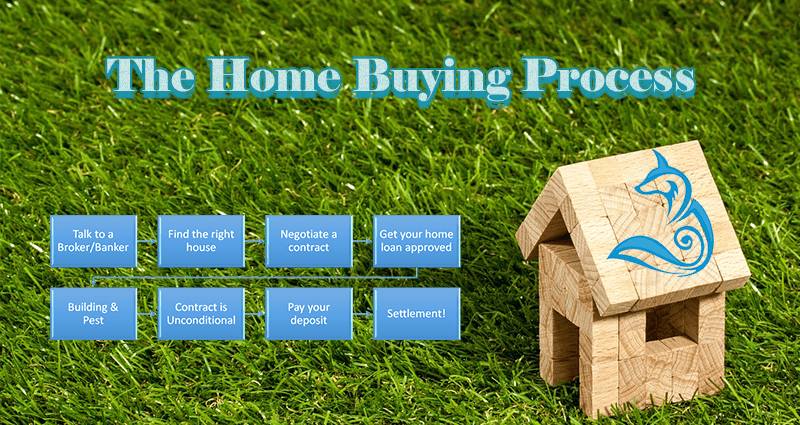 The Home Buying Process
Talk to a
Broker/Banker
Find the right
house
Negotiate a
contract
Get your home
loan approved
Building &
Pest
Contract is
Unconditional
Pay your
deposit
Settlement!